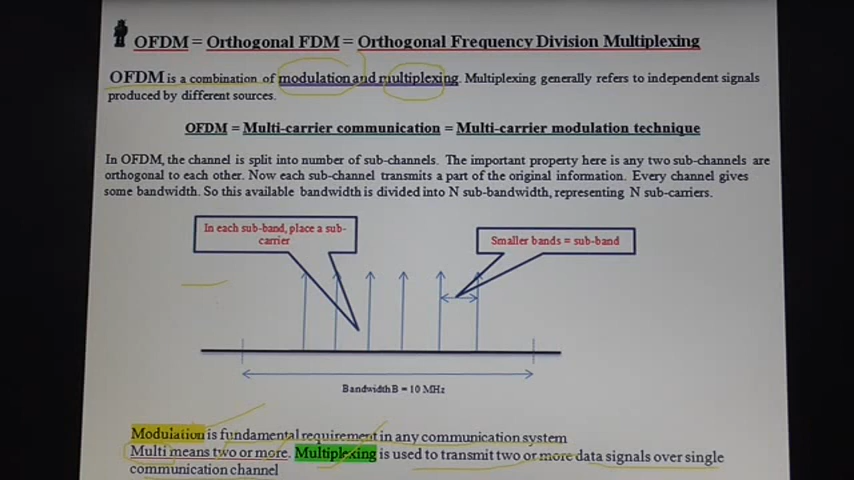 OFDM = Orthogonal FDM = Orthogonal Frequency Division Multiplexing
OFDM is a combination of modulation and multiplexing. Multiplexing generally refers to independent signals
produced by different sources.
OFDM = Multi-carrier communication = Multi-carrier modulation technique
In OFDM, the channel is split into number of sub-channels. The important property here is any two sub-channels are
orthogonal to each other. Now each sub-channel transmits a part of the original information. Every channel gives
some bandwidth. So this available bandwidth is divided into N sub-bandwidth, representing N sub-carriers.
In each sub-band, place a sub-
carrier
Smaller bands = sub-band
Bandwidth B = 10 MHz
Modulation is fundamental requirement in any communication system
Multi means two or more. Multiplexing is used to transmit two or more data signals over single
communication channel